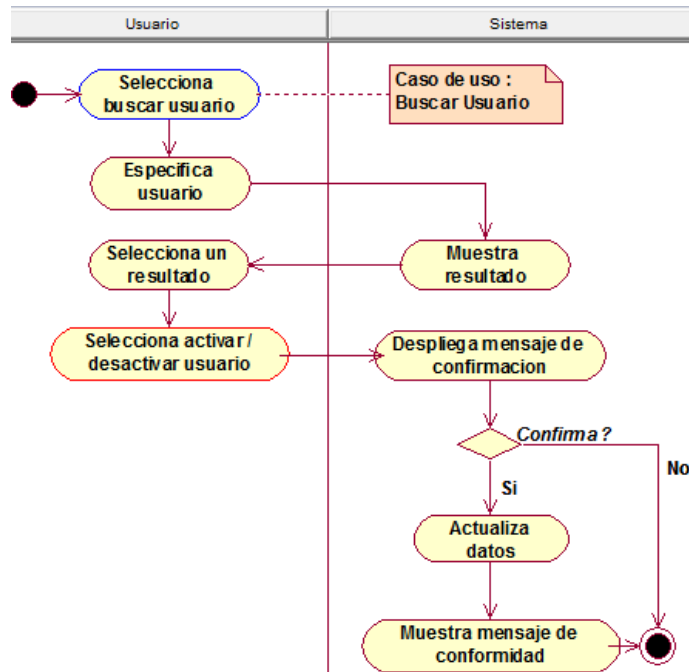 Usuario
Sistema
Selecciona
buscar usuario
Caso de uso :
Buscar Usuario
Especifica
usuario
Selecciona un
resultado
Muestra
resultado
Selecciona activar /
desactivar usuario
Despliega mensaje de
confirmacion
Confirma ?
No
Si
Actualiza
datos
Muestra mensaje de
conformidad